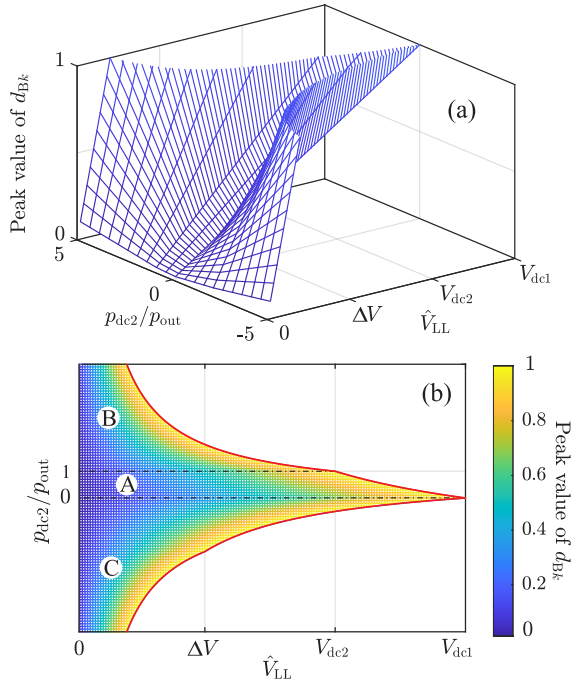 1
Peak value of d_Bk
(a)
0
5
0
p_dc2/p_out
-5
0
ΔV
V̂_LL
V_dc2
V_dc1
(b)
B
A
C
1
0
p_dc2/p_out
0
ΔV
V_dc2
V_dc1
V̂_LL
1
0.8
0.6
0.4
0.2
0
Peak value of d_Bk